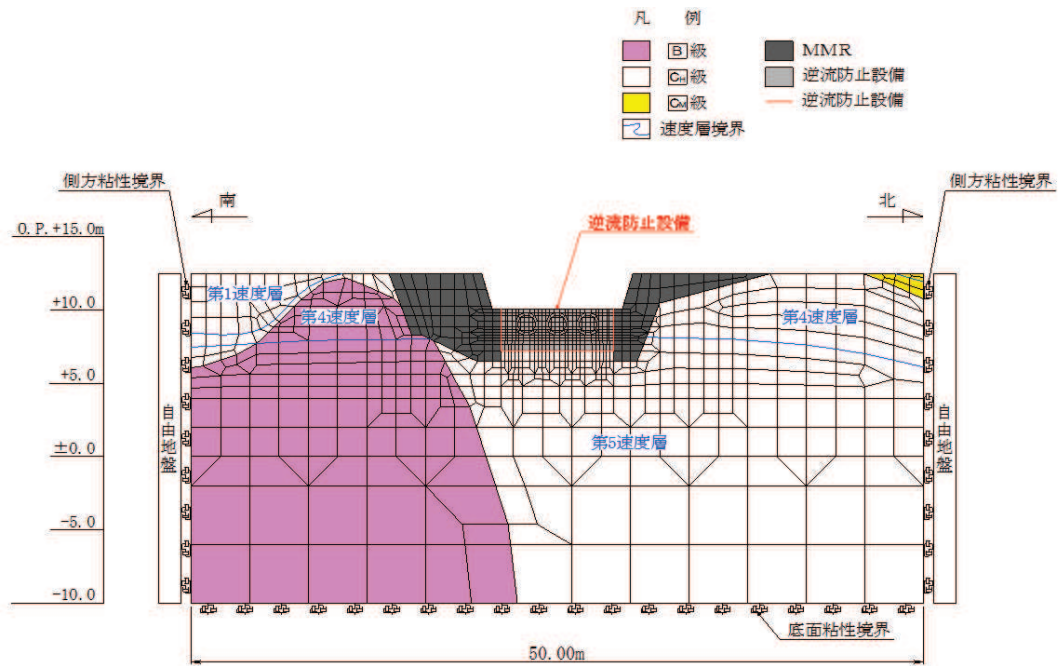 凡 例
B級
CH級
CM級
速度層境界
MMR
逆流防止設備
逆流防止設備
側方粘性境界
側方粘性境界
南
北
O.P.+15.0m
逆流防止設備
第1速度層
+10.0
第4速度層
第4速度層
+5.0
自由地盤
自由地盤
第5速度層
±0.0
-5.0
-10.0
底面粘性境界
50.00m